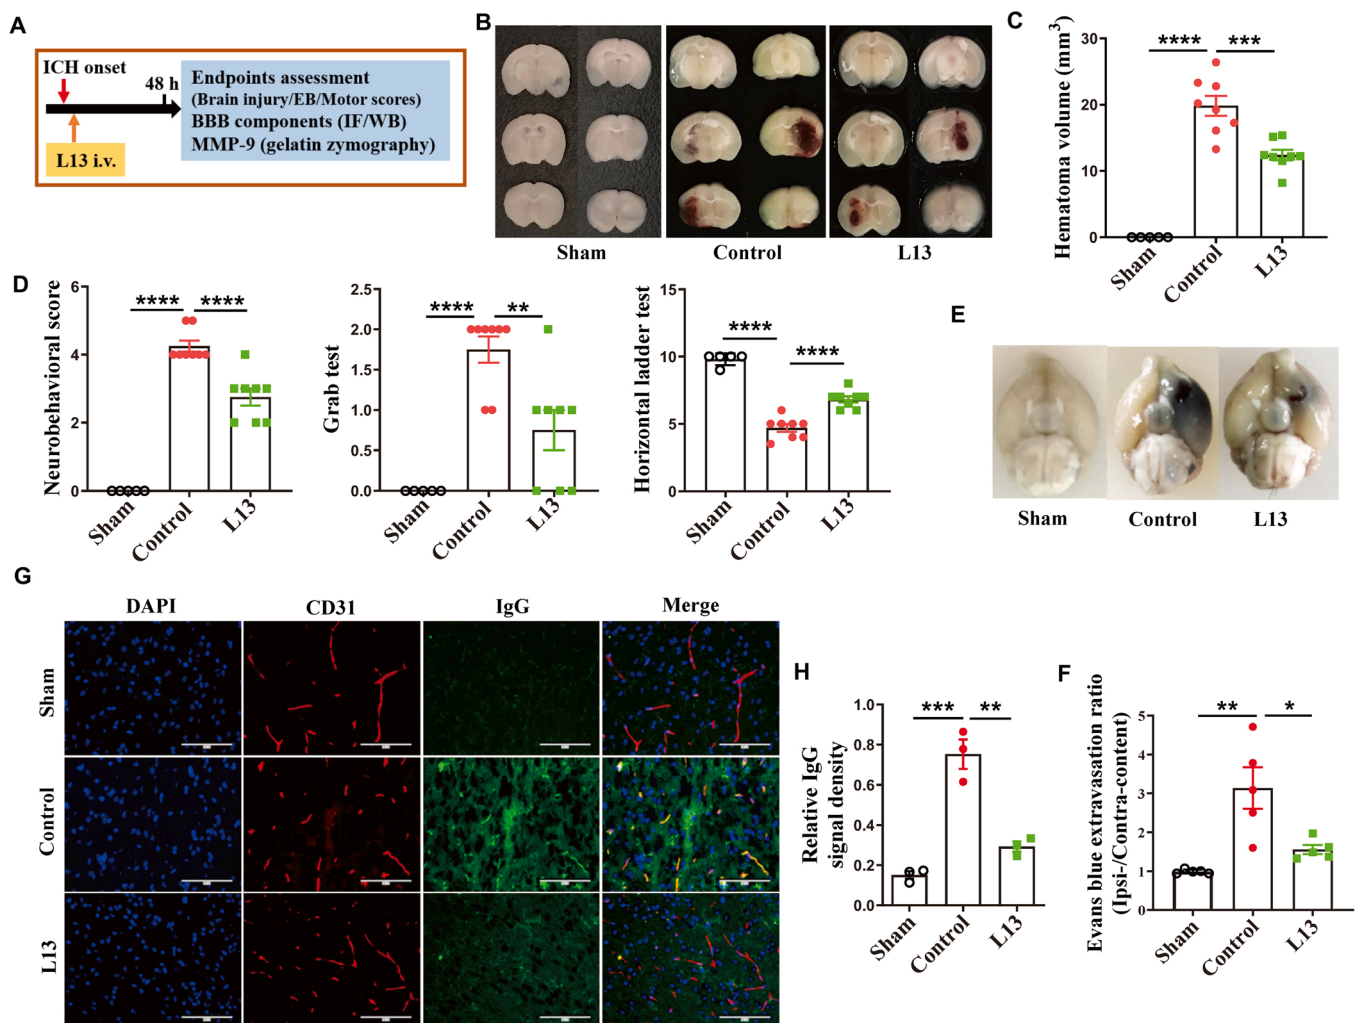 A
ICH onset
48 h
L13 i.v.
Endpoints assessment
(Brain injury/EB/Motor scores)
BBB components (IF/WB)
MMP-9 (gelatin zymography)
B
Sham
Control
L13
C
Hematoma volume (mm³)
30
20
10
0
**** ***
Sham
Control
L13
D
Neurobehavioral score
6
4
2
0
**** ****
Sham
Control
L13
Grab test
2.5
2.0
1.5
1.0
0.5
0.0
**** **
Sham
Control
L13
Horizontal ladder test
15
10
5
0
**** ****
Sham
Control
L13
E
Sham
Control
L13
G
DAPI
CD31
IgG
Merge
Sham
Control
L13
H
Relative IgG
signal density
1.0
0.8
0.6
0.4
0.2
0.0
*** **
Sham
Control
L13
F
Evans blue extravasation ratio
(Ipsi-/Contra-content)
5
4
3
2
1
0
** *
Sham
Control
L13